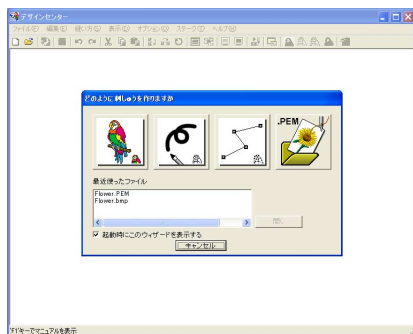 デザインセンター
ファイル(F) 編集(E) 縫い方(S) 表示(D) オプション(O) ステージ(G) ヘルプ(H)
どのように刺しゅうを作りますか
.PEM
最近使ったファイル
Flower.PEM
Flower.bmp
開く
起動時にこのウィザードを表示する
キャンセル
'F1'キーでマニュアルを表示